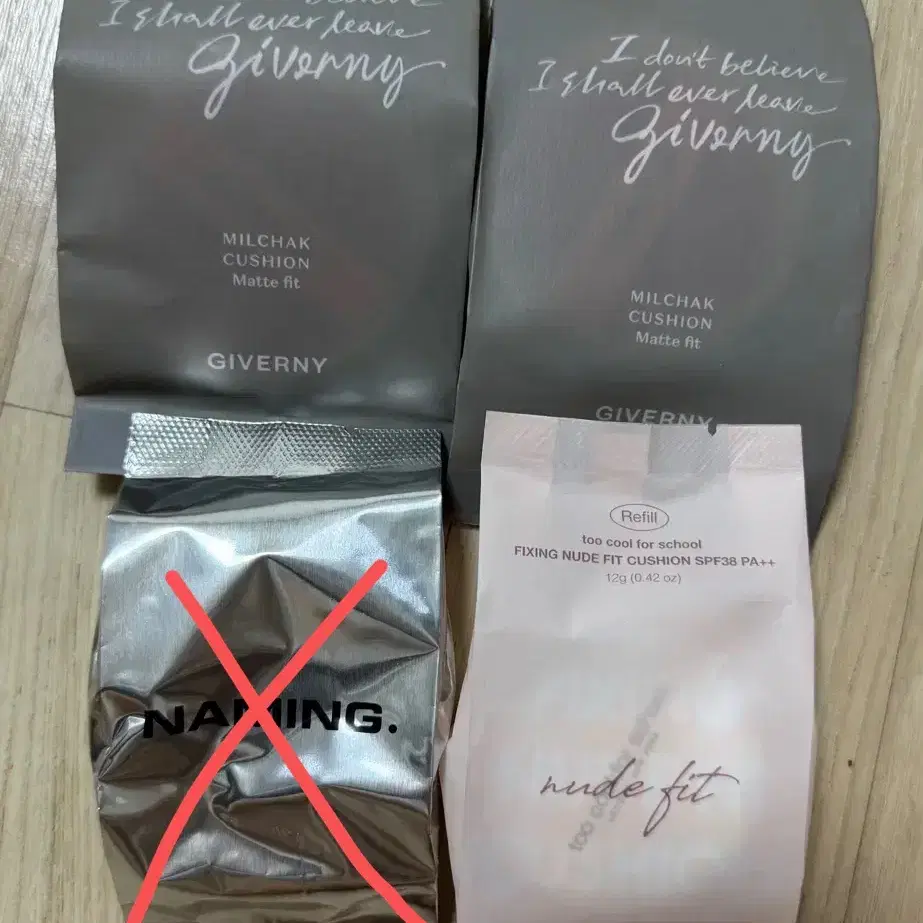 I shall ever leave
Giverny
MILCHAK
CUSHION
Matte fit
GIVERNY
I don't believe
I shall ever leave
Giverny
MILCHAK
CUSHION
Matte fit
GIVERNY
NAMING.
Refill
too cool for school
FIXING NUDE FIT CUSHION SPF38 PA++
12g (0.42 oz)
nude fit